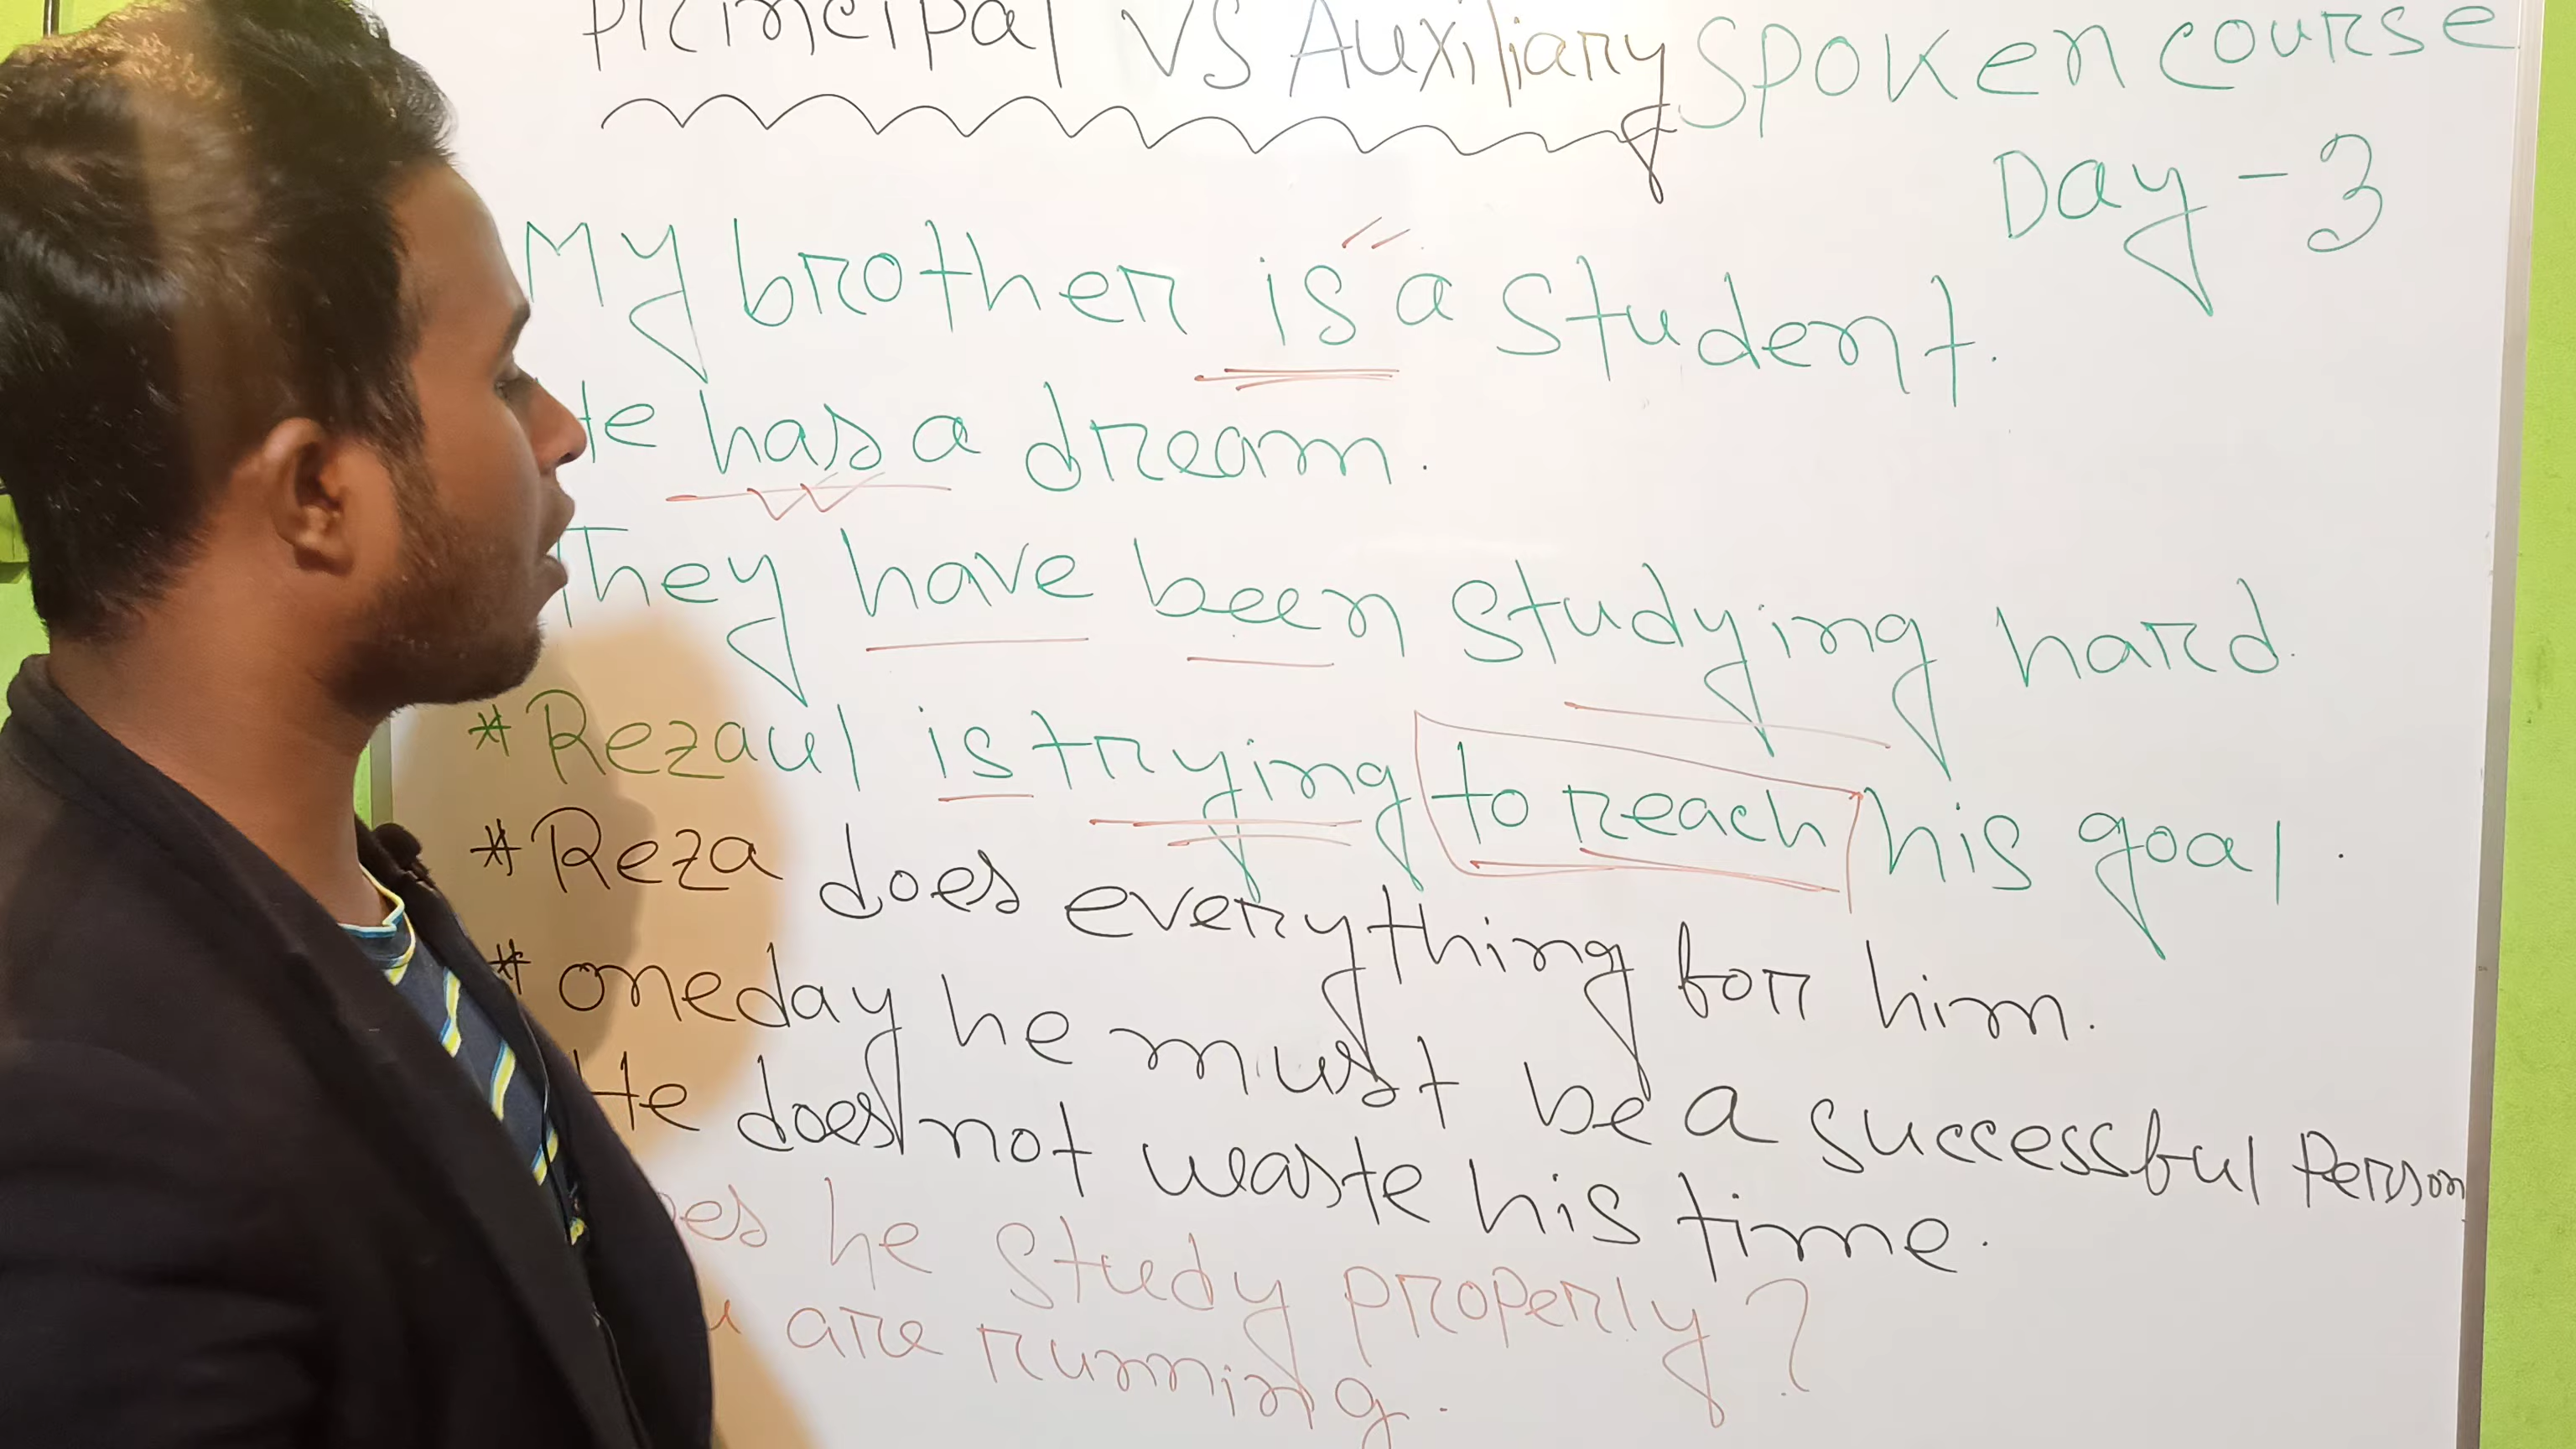 Principal VS Auxiliary Spoken course
Day-3
My brother is a student.
He has a dream.
They have been studying hard.
*Rezaul is trying to reach his goal.
*Reza does everything for him.
*oneday he must be a successful Person
He does not waste his time.
es he study properly?
are running.